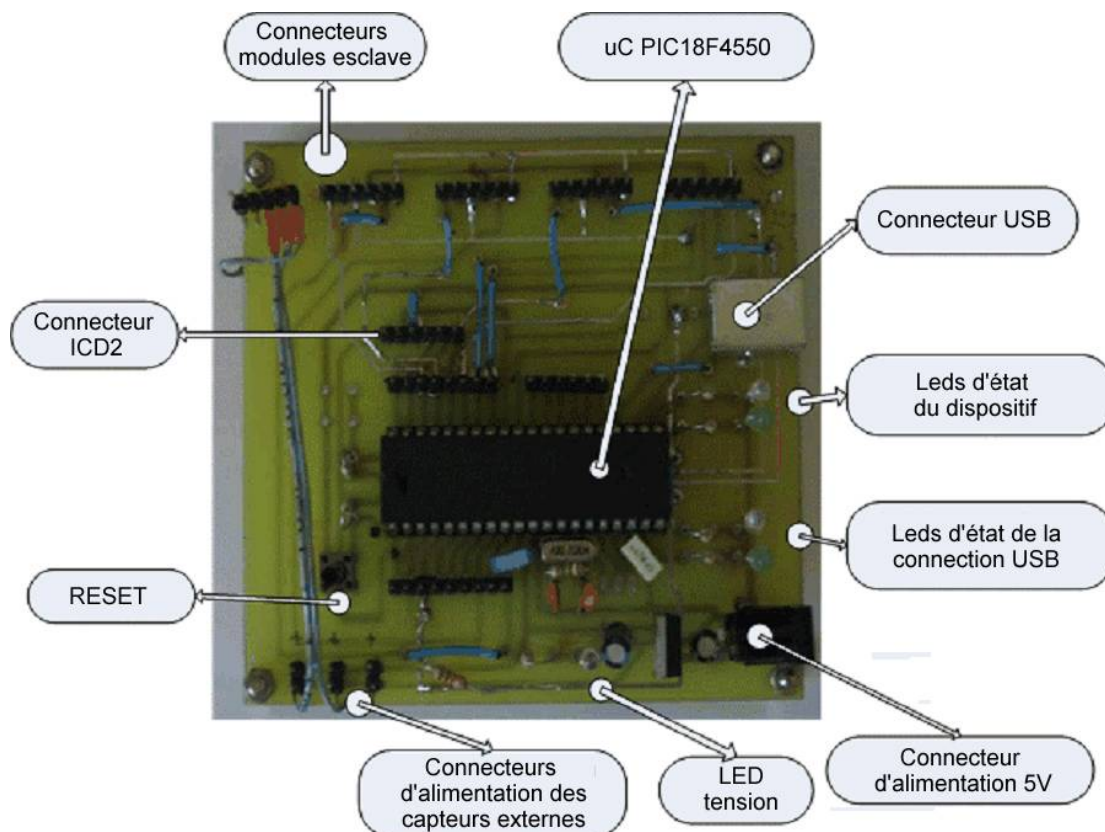 Connecteurs
modules esclave
uC PIC18F4550
Connecteur USB
Connecteur
ICD2
Leds d'état
du dispositif
Leds d'état de la
connection USB
RESET
Connecteurs
d'alimentation des
capteurs externes
LED
tension
Connecteur
d'alimentation 5V